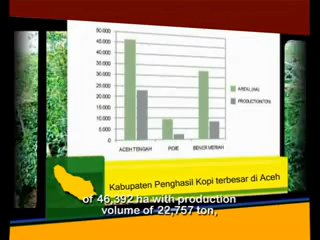 50.000
45.000
40.000
35.000
30.000
25.000
20.000
15.000
10.000
5.000
0.000
ACEH TENGAH
PIDIE
BENER MERIAH
AREAL (HA)
PRODUCTION(TON)
Kabupaten Penghasil Kopi terbesar di Aceh
of 46,392 ha with production
volume of 22,757 ton,